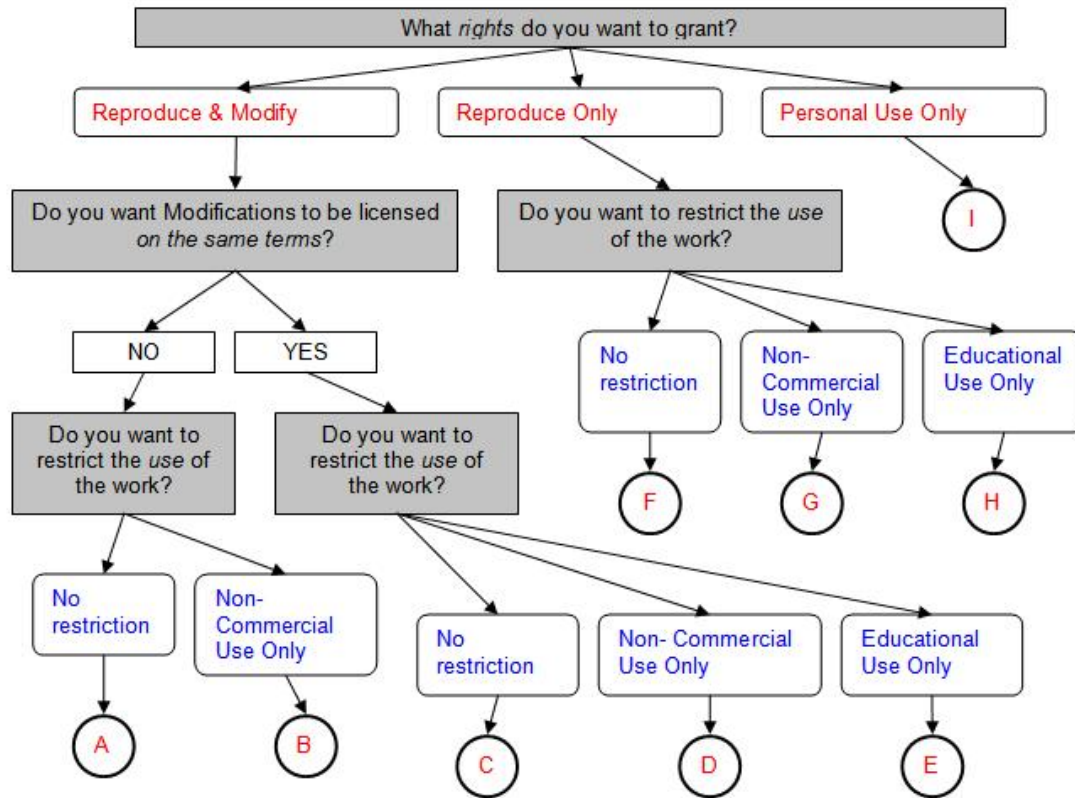 What rights do you want to grant?
Reproduce & Modify
Reproduce Only
Personal Use Only
Do you want Modifications to be licensed
on the same terms?
Do you want to restrict the use
of the work?
I
NO
YES
No
restriction
Non-
Commercial
Use Only
Educational
Use Only
Do you want to
restrict the use of
the work?
Do you want to
restrict the use of
the work?
F
G
H
No
restriction
Non-
Commercial
Use Only
No
restriction
Non- Commercial
Use Only
Educational
Use Only
A
B
C
D
E